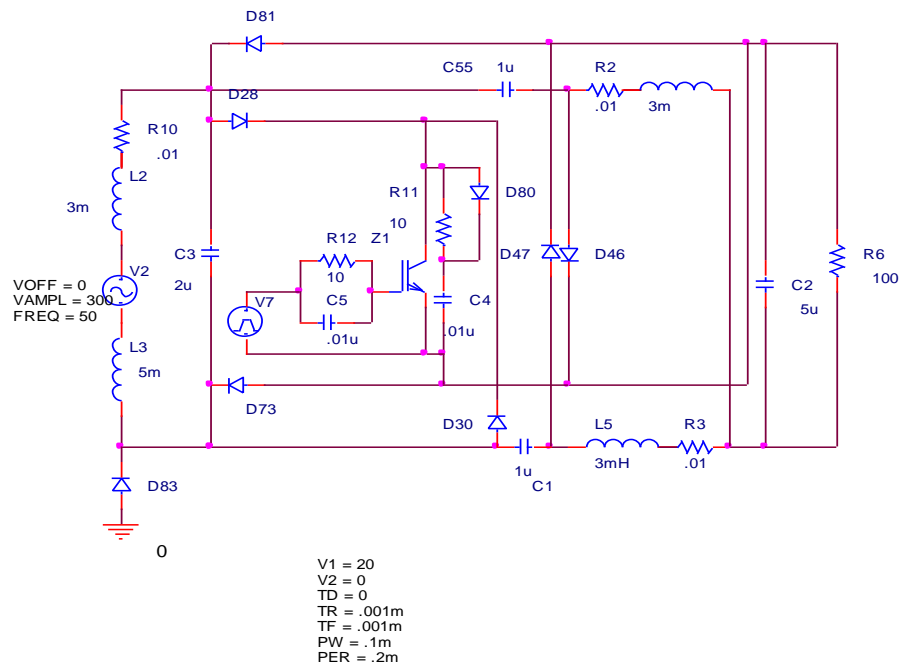 D81
C55
1u
R2
.01
3m
D28
R10
.01
L2
3m
R11
10
D80
R12
10
Z1
D47
D46
R6
100
C3
2u
V2
VOFF = 0
VAMPL = 300
FREQ = 50
C5
.01u
C4
.01u
C2
5u
V7
L3
5m
D73
D30
L5
3mH
R3
.01
1u
C1
D83
0
V1 = 20
V2 = 0
TD = 0
TR = .001m
TF = .001m
PW = .1m
PER = .2m